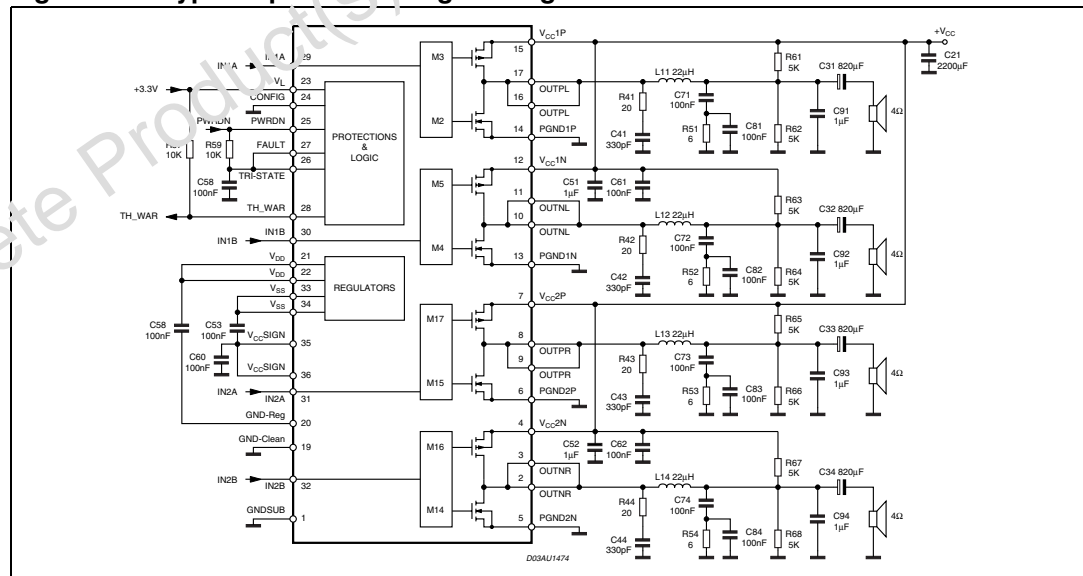 ete Product(s)
+VCC
C21
2200µF
VCC1P
15
M3
IN1A
29
IN1A
17
OUTPL
16
OUTPL
L11 22µH
R61
5K
C31 820µF
VL
23
+3.3V
CONFIG
24
R41
20
C71
100nF
C91
1µF
4Ω
M2
PWRDN
PWRDN
25
PROTECTIONS
&
LOGIC
14
PGND1P
R51
6
C81
100nF
R62
5K
C41
330pF
10K
R59
10K
FAULT
27
26
TRI-STATE
C58
100nF
12
VCC1N
M5
C51
1µF
C61
100nF
11
OUTNL
10
OUTNL
R63
5K
C32 820µF
L12 22µH
TH_WAR
TH_WAR
28
IN1B
IN1B
30
M4
R42
20
C72
100nF
C92
1µF
4Ω
13
PGND1N
R52
6
C82
100nF
R64
5K
C42
330pF
VDD
21
VDD
22
REGULATORS
VSS
33
VSS
34
7
VCC2P
M17
C58
100nF
C53
100nF
R65
5K
C33 820µF
8
OUTPR
9
OUTPR
L13 22µH
VCCSIGN
35
C60
100nF
R43
20
C73
100nF
C93
1µF
4Ω
VCCSIGN
36
M15
IN2A
IN2A
31
6
PGND2P
R53
6
C83
100nF
R66
5K
C43
330pF
GND-Reg
20
4
VCC2N
GND-Clean
19
M16
C52
1µF
C62
100nF
3
OUTNR
2
OUTNR
R67
5K
C34 820µF
L14 22µH
IN2B
IN2B
32
R44
20
C74
100nF
C94
1µF
4Ω
M14
GNDSUB
1
5
PGND2N
R54
6
C84
100nF
R68
5K
C44
330pF
D03AU1474